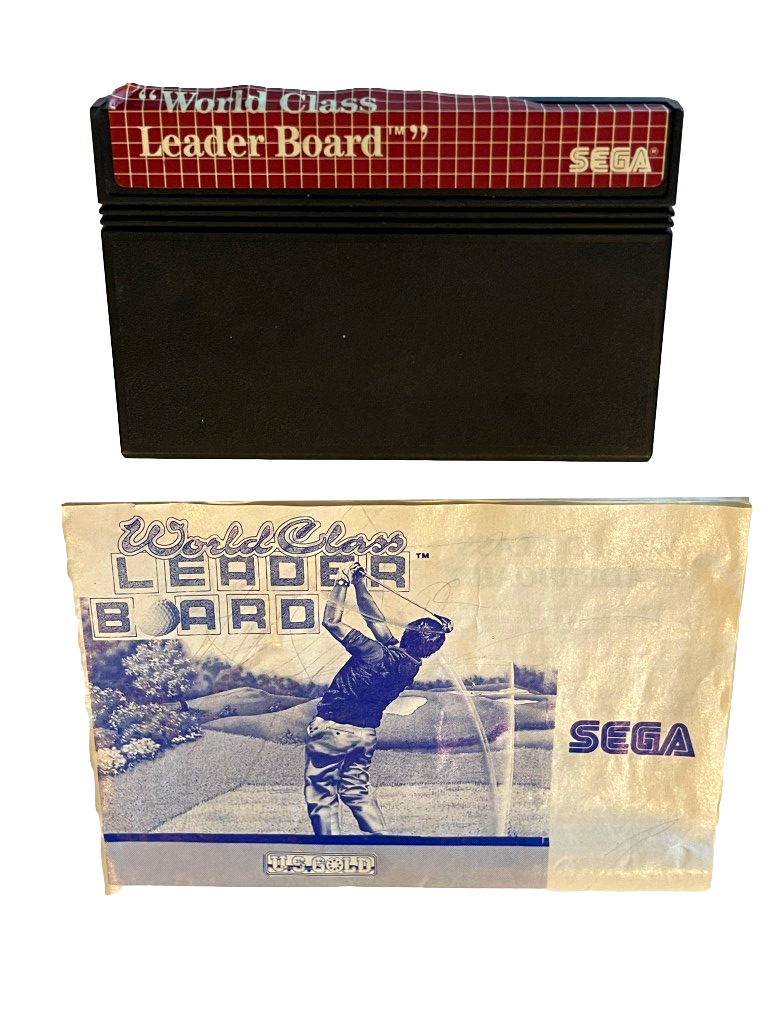 “World Class
Leader Board™”
SEGA®
World Class™
LEADER
BOARD
SEGA
U.S. GOLD